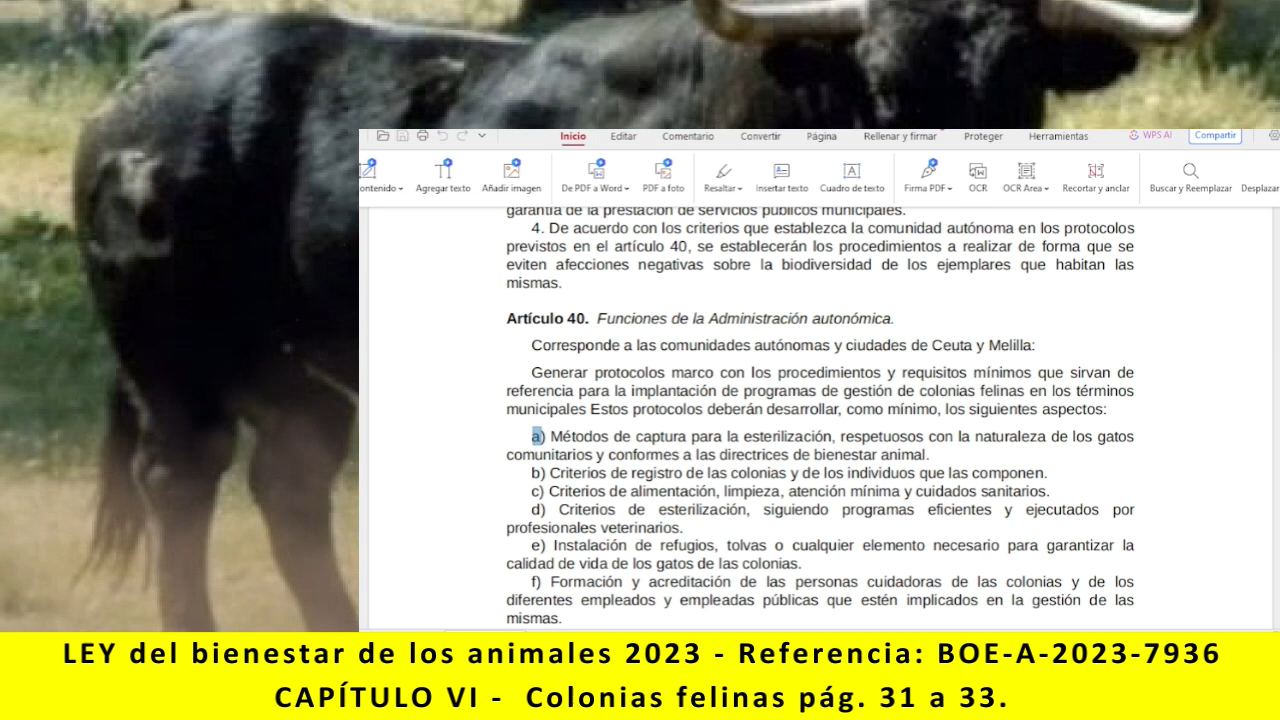 Inicio Editar Comentario Convertir Página Rellenar y firmar Proteger Herramientas WPS AI Compartir
ontenido Agregar texto Añadir imagen De PDF a Word PDF a foto Resaltar Insertar texto Cuadro de texto Firma PDF OCR OCR Area Recortar y anclar Buscar y Reemplazar Desplazar
garantía de la prestación de servicios públicos municipales.
4. De acuerdo con los criterios que establezca la comunidad autónoma en los protocolos
previstos en el artículo 40, se establecerán los procedimientos a realizar de forma que se
eviten afecciones negativas sobre la biodiversidad de los ejemplares que habitan las
mismas.
Artículo 40. Funciones de la Administración autonómica.
Corresponde a las comunidades autónomas y ciudades de Ceuta y Melilla:
Generar protocolos marco con los procedimientos y requisitos mínimos que sirvan de
referencia para la implantación de programas de gestión de colonias felinas en los términos
municipales Estos protocolos deberán desarrollar, como mínimo, los siguientes aspectos:
a) Métodos de captura para la esterilización, respetuosos con la naturaleza de los gatos
comunitarios y conformes a las directrices de bienestar animal.
b) Criterios de registro de las colonias y de los individuos que las componen.
c) Criterios de alimentación, limpieza, atención mínima y cuidados sanitarios.
d) Criterios de esterilización, siguiendo programas eficientes y ejecutados por
profesionales veterinarios.
e) Instalación de refugios, tolvas o cualquier elemento necesario para garantizar la
calidad de vida de los gatos de las colonias.
f) Formación y acreditación de las personas cuidadoras de las colonias y de los
diferentes empleados y empleadas públicas que estén implicados en la gestión de las
mismas.
LEY del bienestar de los animales 2023 - Referencia: BOE-A-2023-7936
CAPÍTULO VI - Colonias felinas pág. 31 a 33.